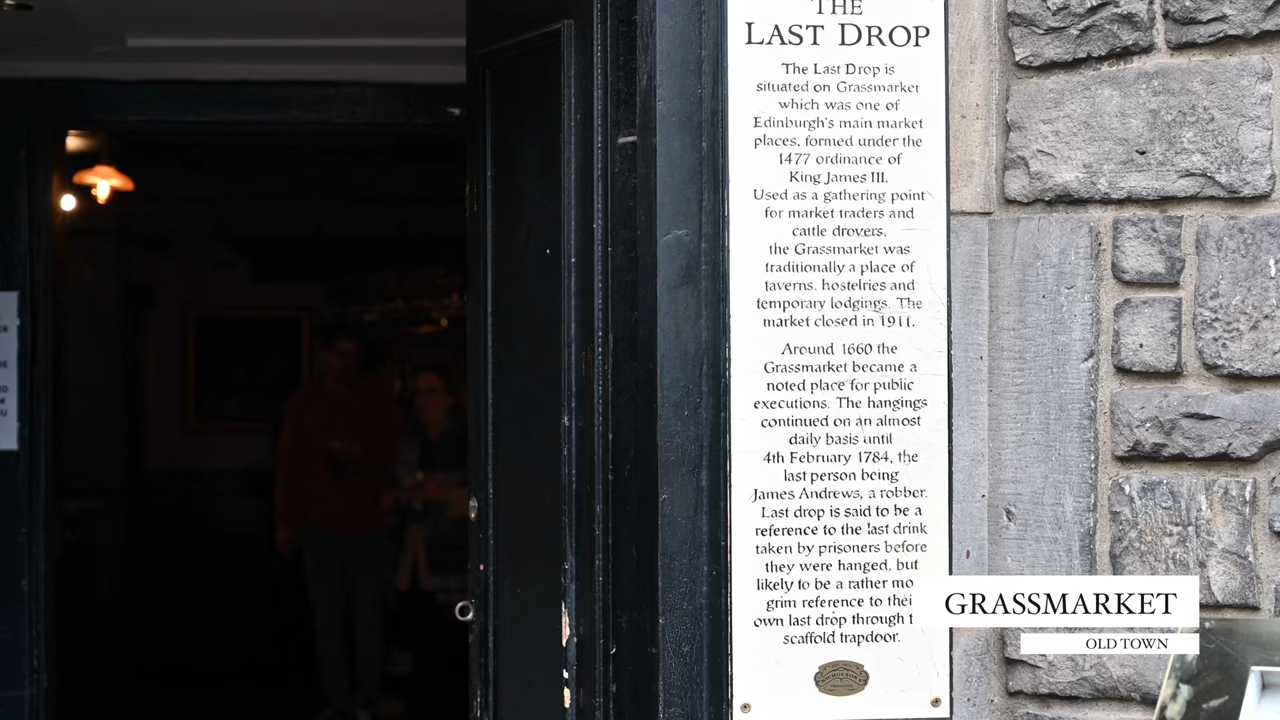 THE
LAST DROP
The Last Drop is
situated on Grassmarket
which was one of
Edinburgh's main market
places, formed under the
1477 ordinance of
King James III.
Used as a gathering point
for market traders and
cattle drovers,
the Grassmarket was
traditionally a place of
taverns, hostelries and
temporary lodgings. The
market closed in 1911.
Around 1660 the
Grassmarket became a
noted place for public
executions. The hangings
continued on an almost
daily basis until
4th February 1784, the
last person being
James Andrews, a robber.
Last drop is said to be a
reference to the last drink
taken by prisoners before
they were hanged, but
likely to be a rather mo
grim reference to thei
own last drop through t
scaffold trapdoor.
NICHOLSON'S
GRASSMARKET
OLD TOWN